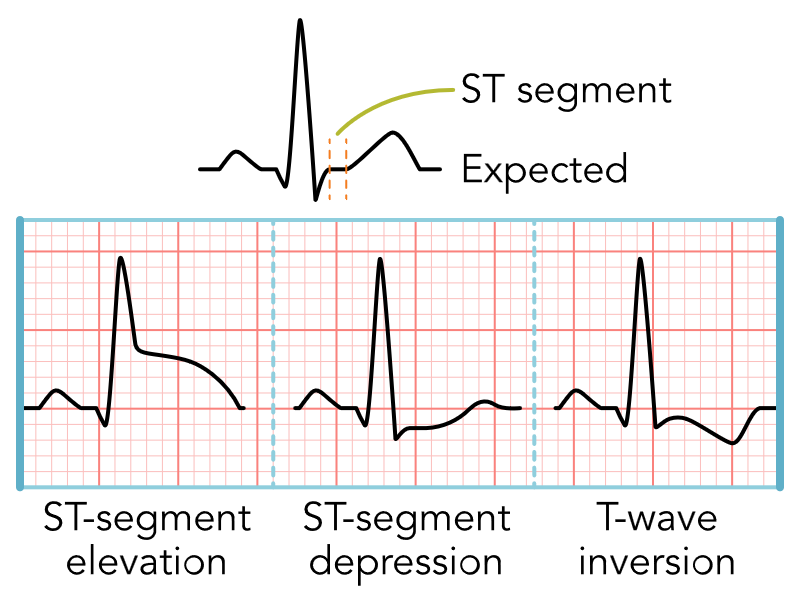 ST segment
Expected
ST-segment
elevation
ST-segment
depression
T-wave
inversion